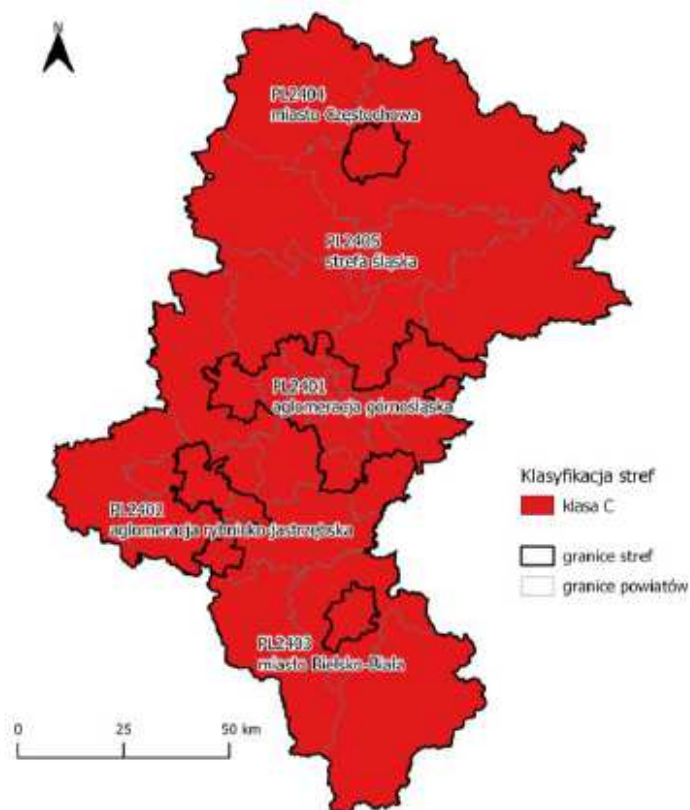 N
PL2404
miasto Częstochowa
PL2405
strefa śląska
PL2401
aglomeracja górnośląska
PL2402
aglomeracja rybnicko-jastrzębska
PL2403
miasto Bielsko-Biała
Klasyfikacja stref
klasa C
granice stref
granice powiatów
0 25 50 km